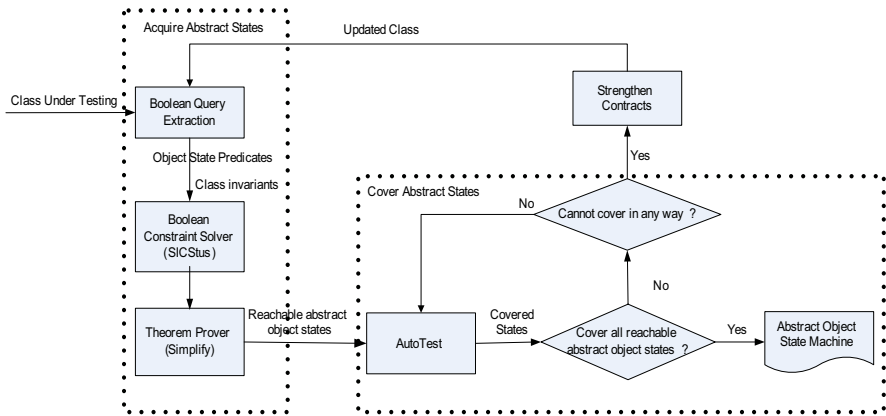 Acquire Abstract States
Updated Class
Class Under Testing
Boolean Query
Extraction
Strengthen
Contracts
Object State Predicates
Class invariants
Yes
Cover Abstract States
No
Cannot cover in any way ?
Boolean
Constraint Solver
(SICStus)
No
Theorem Prover
(Simplify)
Reachable abstract
object states
AutoTest
Covered
States
Cover all reachable
abstract object states ?
Yes
Abstract Object
State Machine